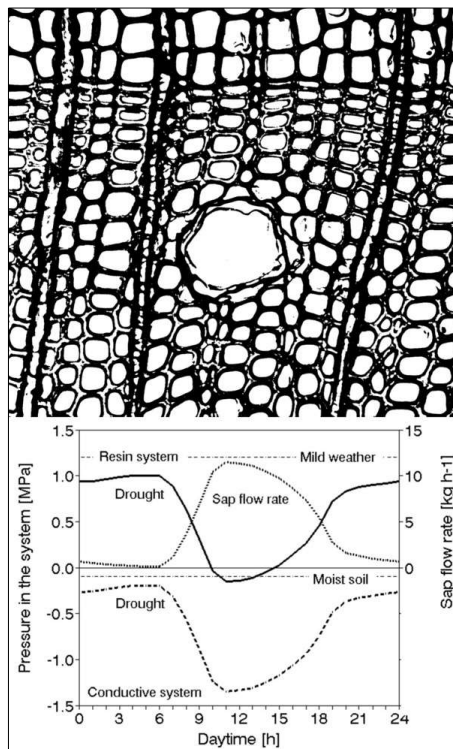 1.5
Resin system
Mild weather
15
1.0
Drought
Sap flow rate
10
0.5
5
0.0
Moist soil
0
-0.5
Drought
-1.0
-1.5
Conductive system
Pressure in the system [MPa]
Sap flow rate [kg h-1]
0 3 6 9 12 15 18 21 24
Daytime [h]